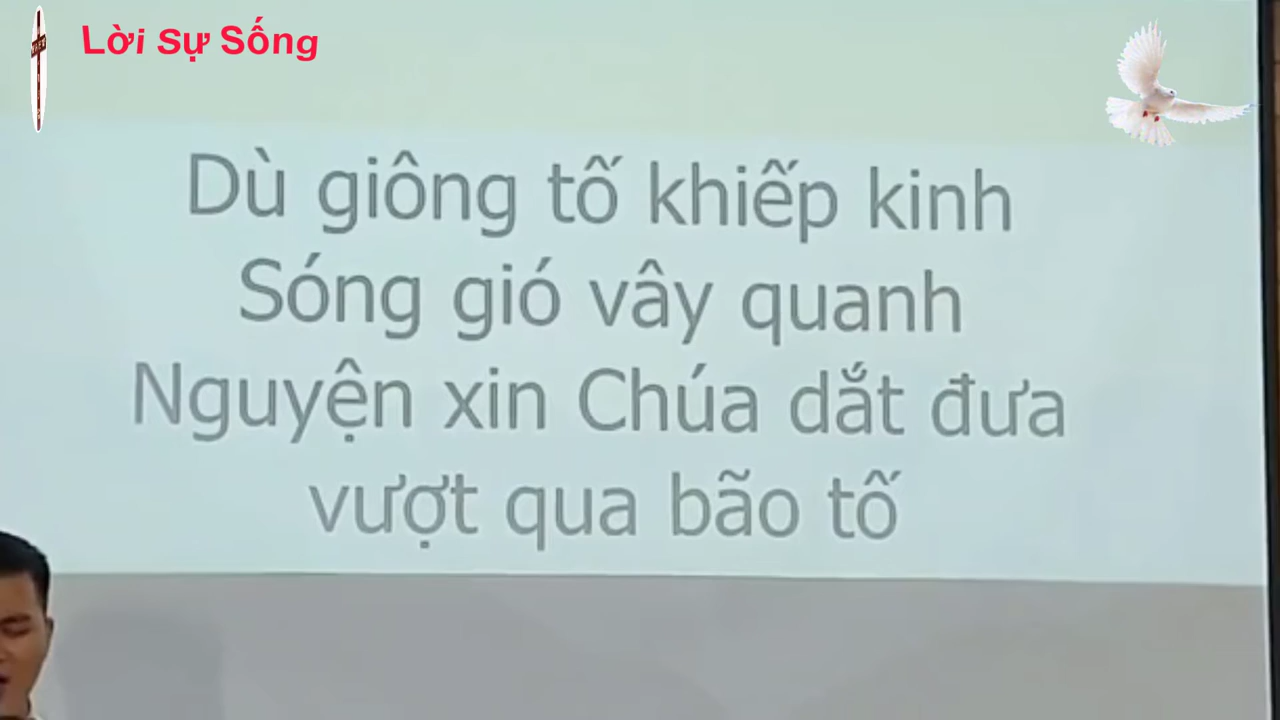 Lời Sự Sống
Dù giông tố khiếp kinh
Sóng gió vây quanh
Nguyện xin Chúa dắt đưa
vượt qua bão tố